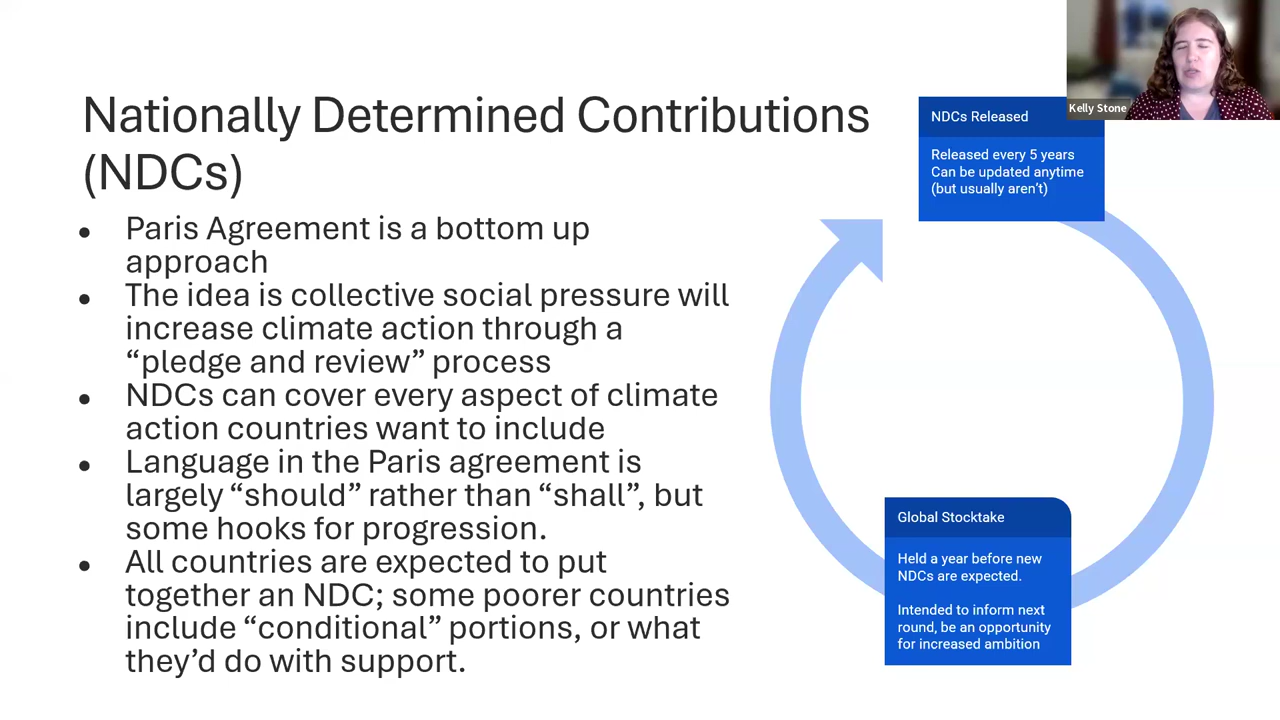 Nationally Determined Contributions
(NDCs)
• Paris Agreement is a bottom up
approach
• The idea is collective social pressure will
increase climate action through a
“pledge and review” process
• NDCs can cover every aspect of climate
action countries want to include
• Language in the Paris agreement is
largely “should” rather than “shall”, but
some hooks for progression.
• All countries are expected to put
together an NDC; some poorer countries
include “conditional” portions, or what
they’d do with support.
NDCs Released
Released every 5 years
Can be updated anytime
(but usually aren’t)
Global Stocktake
Held a year before new
NDCs are expected.
Intended to inform next
round, be an opportunity
for increased ambition
Kelly Stone